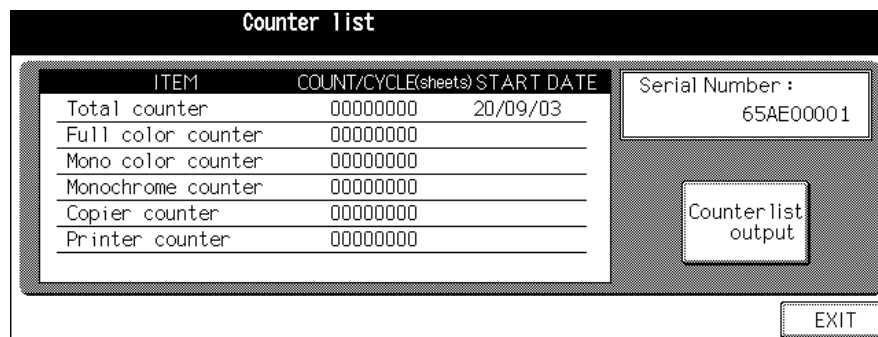 Counter list
ITEM COUNT/CYCLE(sheets) START DATE
Total counter 00000000 20/09/03
Full color counter 00000000
Mono color counter 00000000
Monochrome counter 00000000
Copier counter 00000000
Printer counter 00000000
Serial Number :
65AE00001
Counter list
output
EXIT